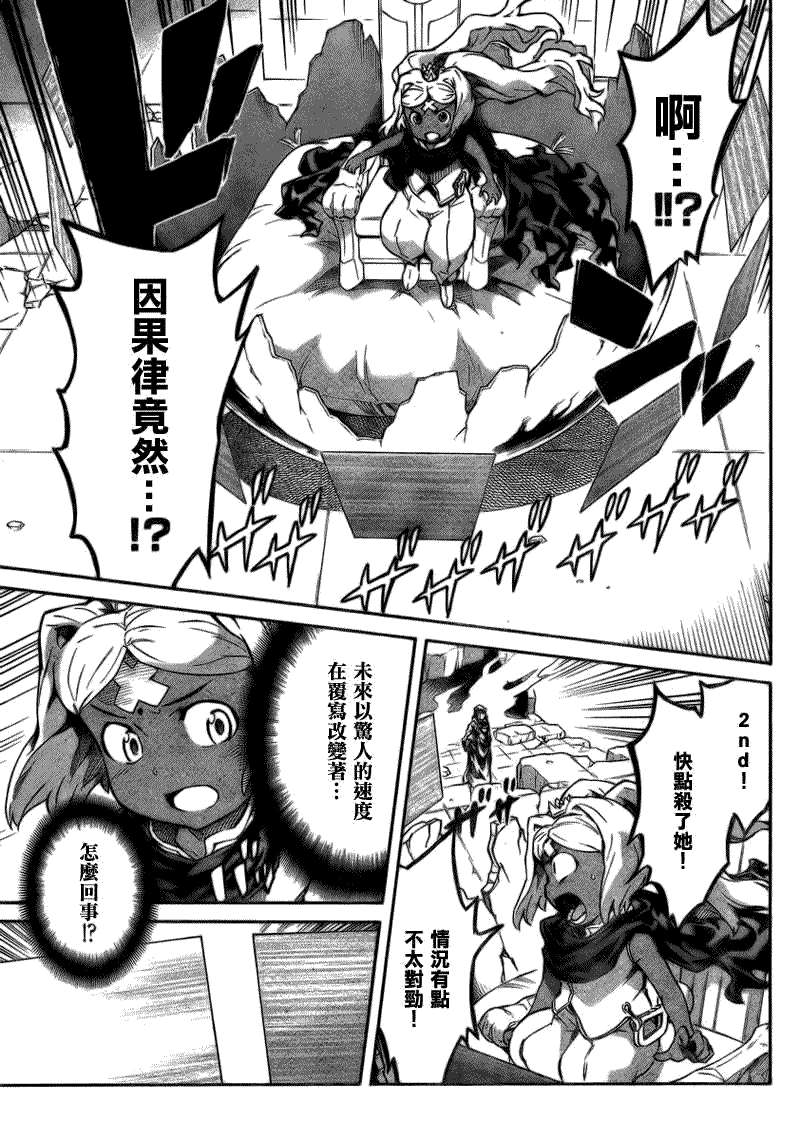 啊…!!?
因果律竟然…!?
ザザザザザザザ
2nd!
快點殺了她！
ザザ
情況有點
不太對勁！
未來以驚人的速度
在覆寫改變著…
怎麼回事!?